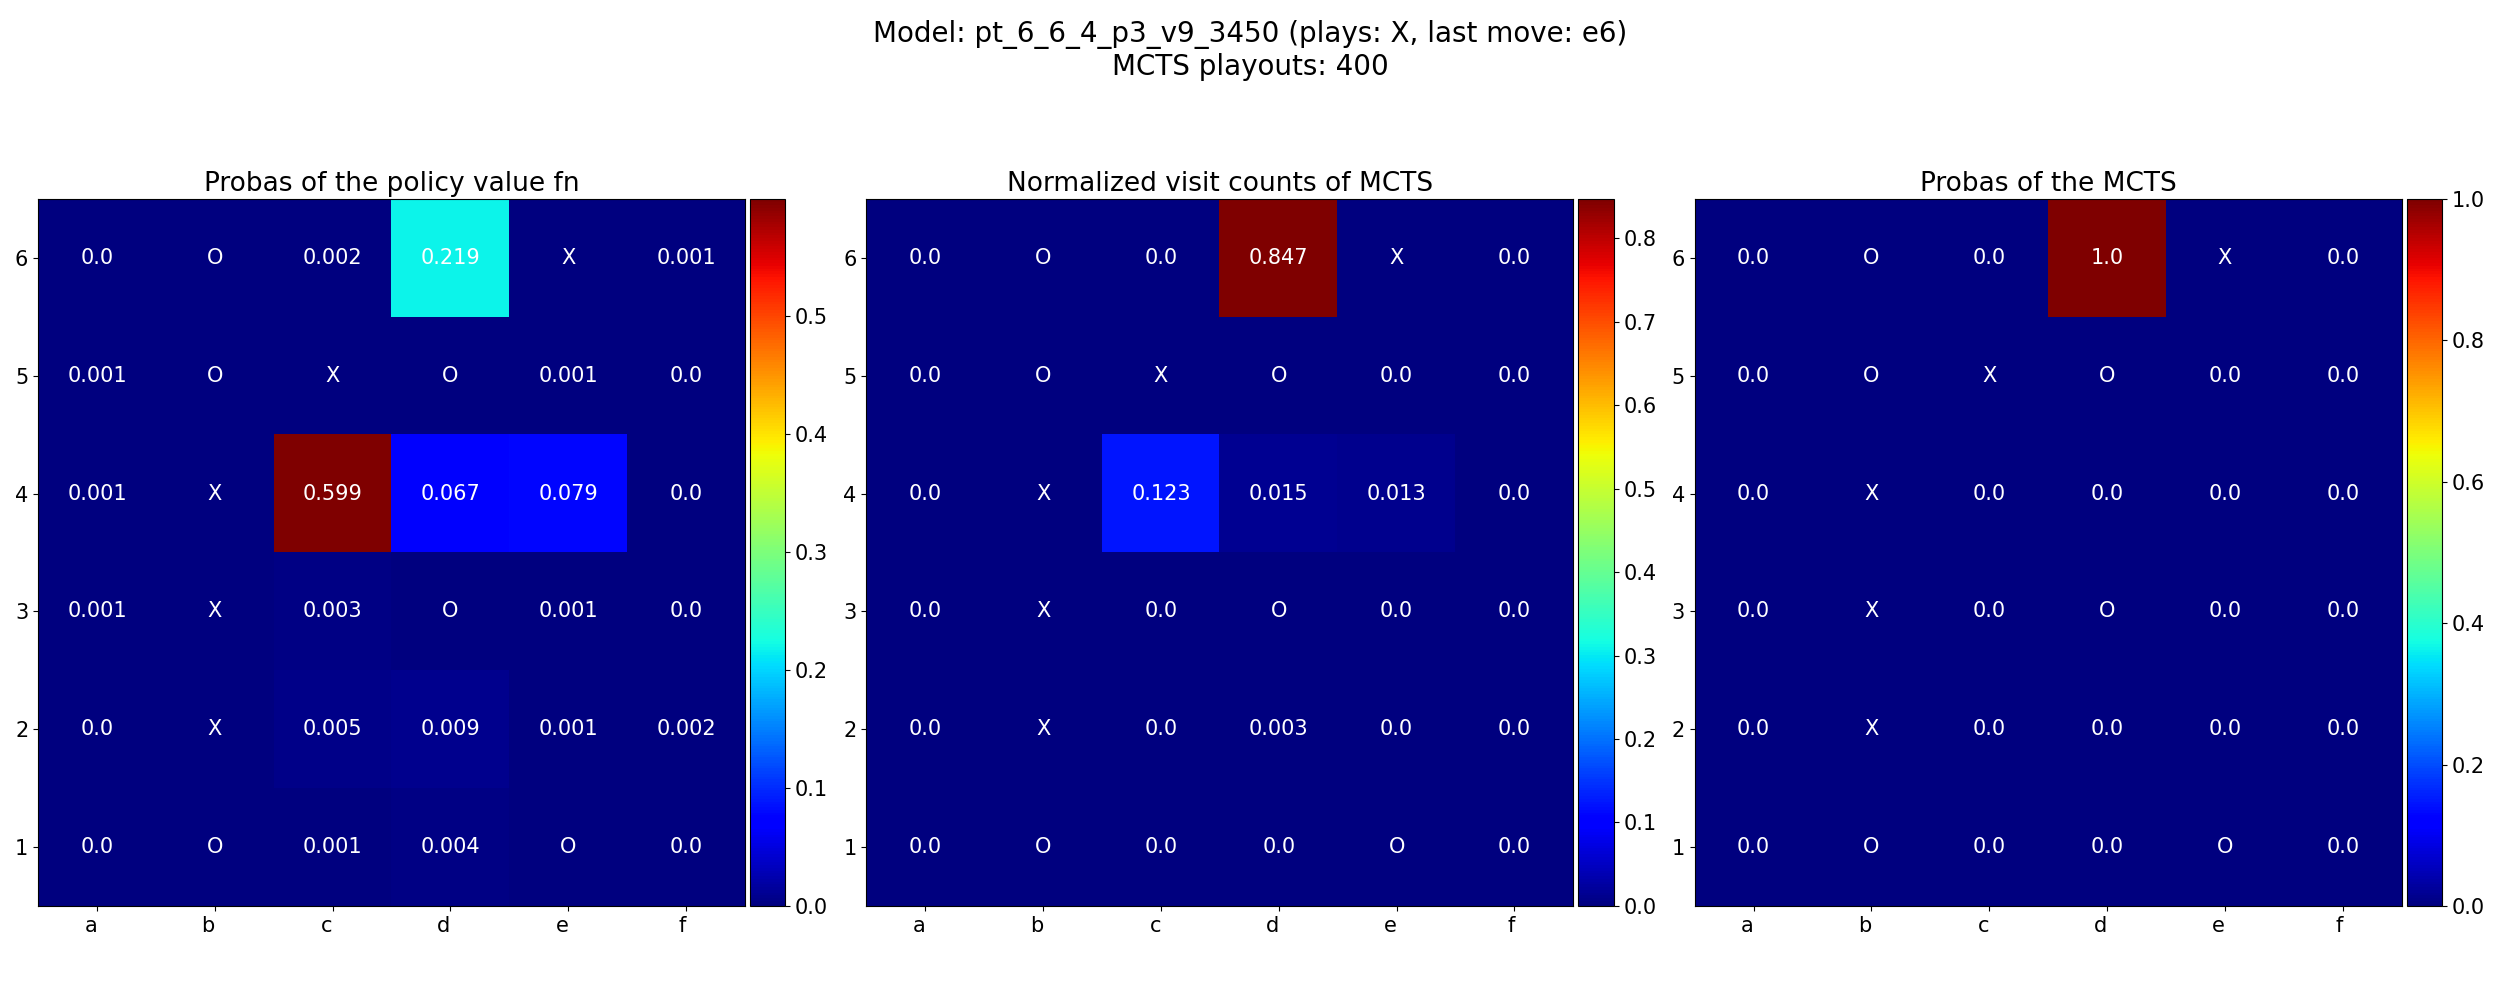 Model: pt_6_6_4_p3_v9_3450 (plays: X, last move: e6)
MCTS playouts: 400
Probas of the policy value fn
6 0.0 O 0.002 0.219 X 0.001
5 0.001 O X O 0.001 0.0
4 0.001 X 0.599 0.067 0.079 0.0
3 0.001 X 0.003 O 0.001 0.0
2 0.0 X 0.005 0.009 0.001 0.002
1 0.0 O 0.001 0.004 O 0.0
a b c d e f
0.5
0.4
0.3
0.2
0.1
0.0
Normalized visit counts of MCTS
6 0.0 O 0.0 0.847 X 0.0
5 0.0 O X O 0.0 0.0
4 0.0 X 0.123 0.015 0.013 0.0
3 0.0 X 0.0 O 0.0 0.0
2 0.0 X 0.0 0.003 0.0 0.0
1 0.0 O 0.0 0.0 O 0.0
a b c d e f
0.8
0.7
0.6
0.5
0.4
0.3
0.2
0.1
0.0
Probas of the MCTS
6 0.0 O 0.0 1.0 X 0.0
5 0.0 O X O 0.0 0.0
4 0.0 X 0.0 0.0 0.0 0.0
3 0.0 X 0.0 O 0.0 0.0
2 0.0 X 0.0 0.0 0.0 0.0
1 0.0 O 0.0 0.0 O 0.0
a b c d e f
1.0
0.8
0.6
0.4
0.2
0.0